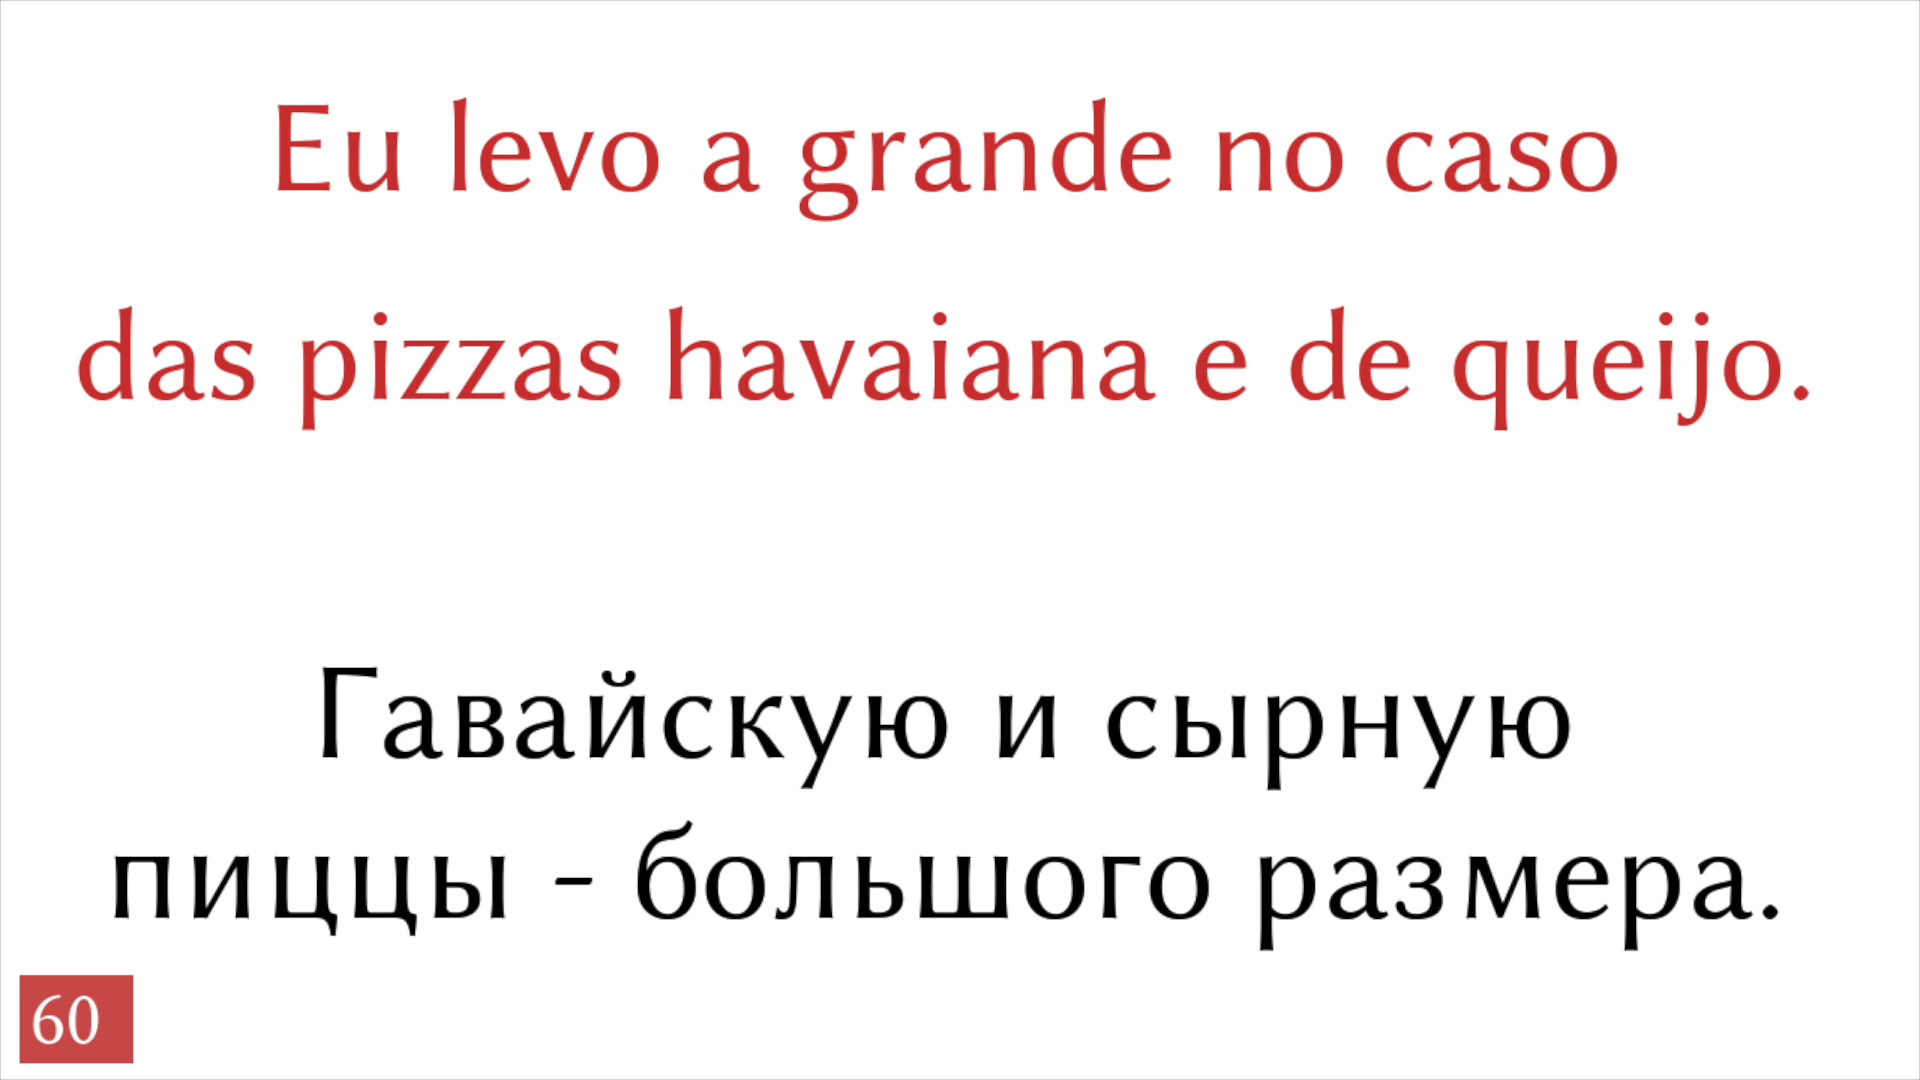 Eu levo a grande no caso
das pizzas havaiana e de queijo.
Гавайскую и сырную
пиццы - большого размера.
60